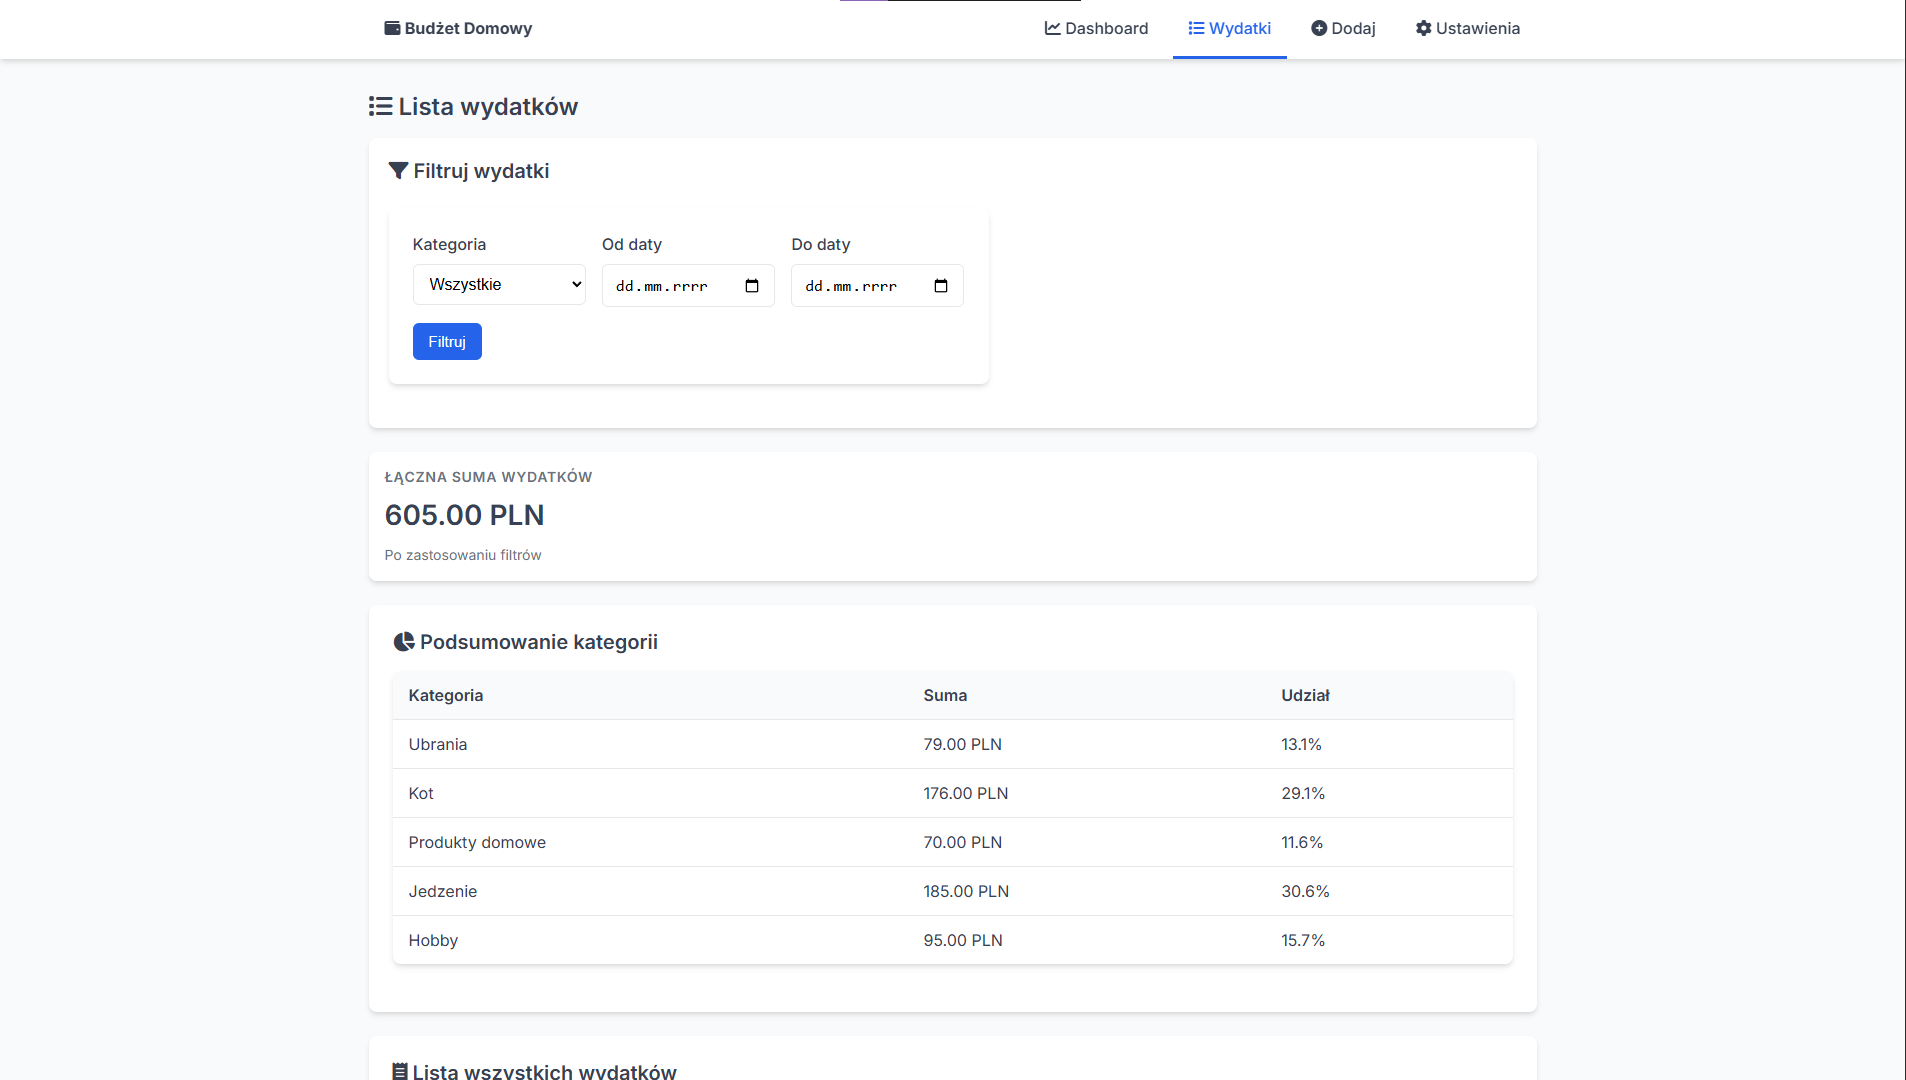 Budżet Domowy
Dashboard
Wydatki
Dodaj
Ustawienia
Lista wydatków
Filtruj wydatki
Kategoria
Od daty
Do daty
Wszystkie
dd.mm.rrrr
dd.mm.rrrr
Filtruj
ŁĄCZNA SUMA WYDATKÓW
605.00 PLN
Po zastosowaniu filtrów
Podsumowanie kategorii
Kategoria Suma Udział
Ubrania 79.00 PLN 13.1%
Kot 176.00 PLN 29.1%
Produkty domowe 70.00 PLN 11.6%
Jedzenie 185.00 PLN 30.6%
Hobby 95.00 PLN 15.7%
Lista wszystkich wydatków